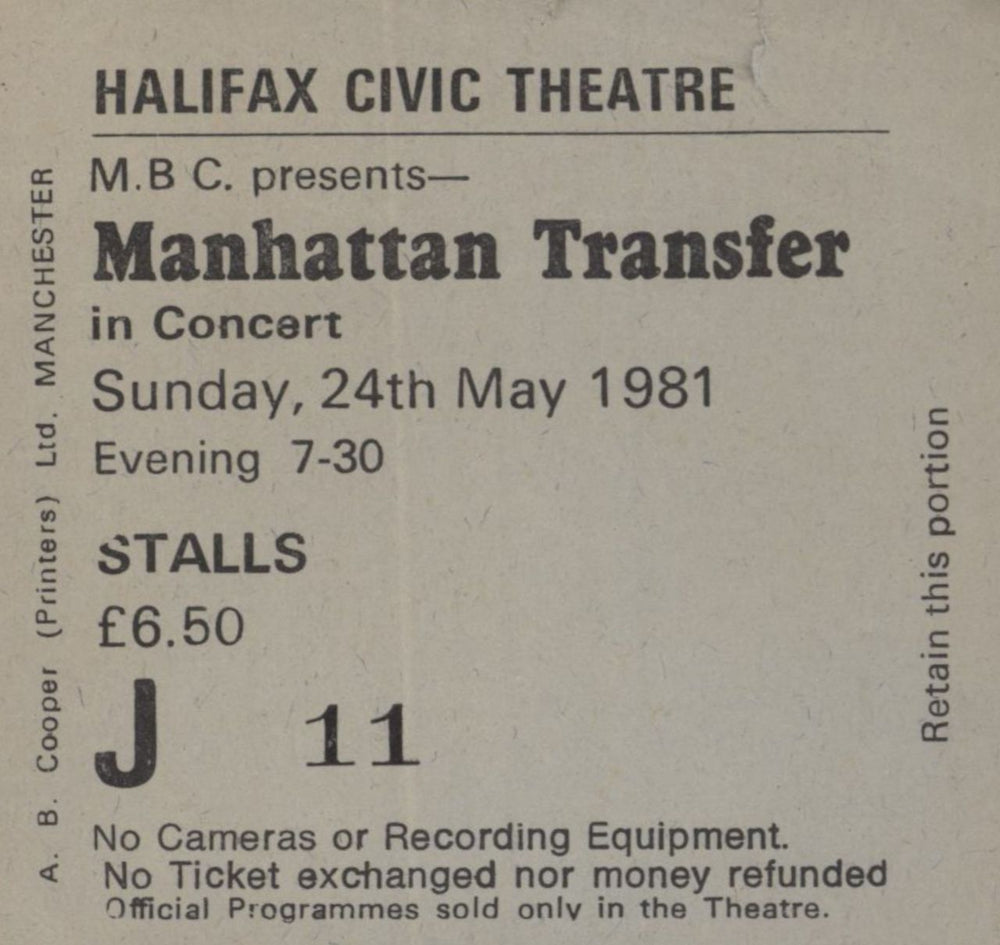 HALIFAX CIVIC THEATRE
M.B C. presents—
Manhattan Transfer
in Concert
Sunday, 24th May 1981
Evening 7-30
STALLS
£6.50
J 11
No Cameras or Recording Equipment.
No Ticket exchanged nor money refunded
Official Programmes sold only in the Theatre.
A. B. Cooper (Printers) Ltd. MANCHESTER
Retain this portion